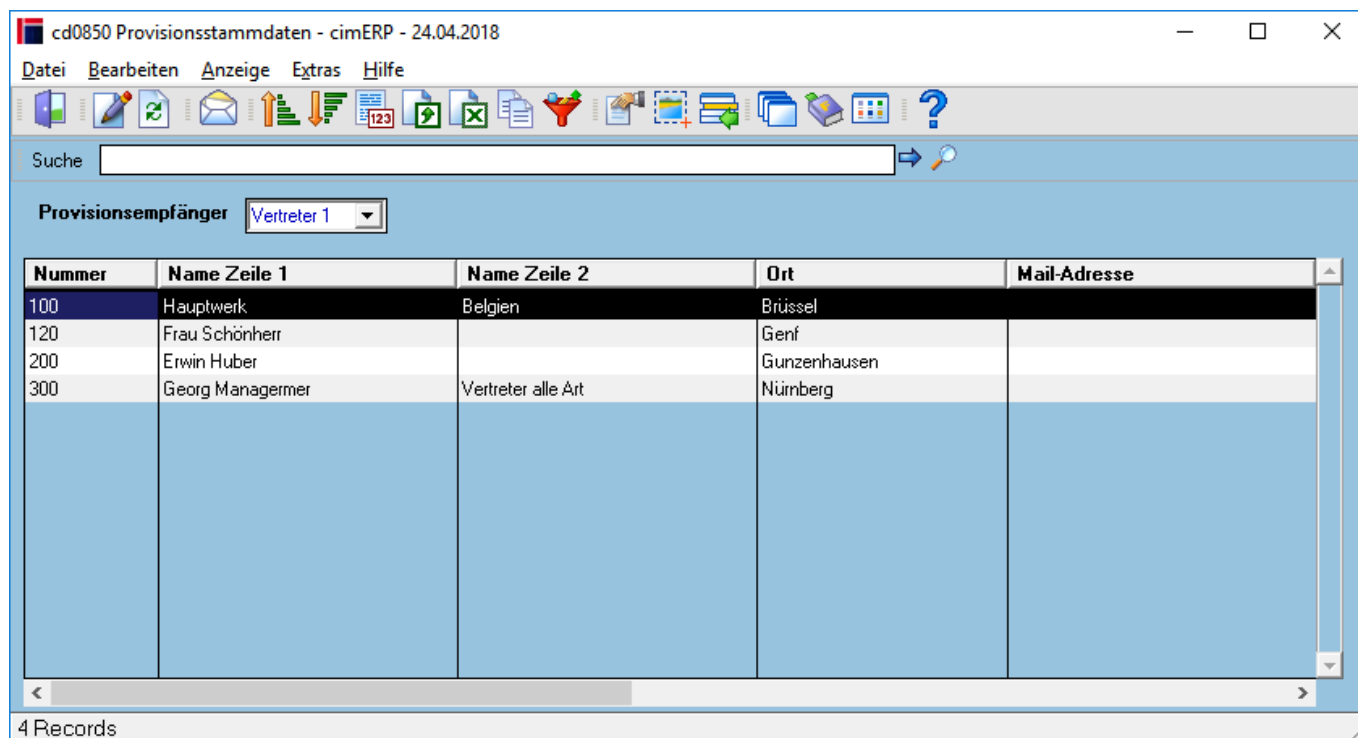 cd0850 Provisionsstammdaten - cimERP - 24.04.2018
Datei Bearbeiten Anzeige Extras Hilfe
123
Suche
Provisionsempfänger Vertreter 1
Nummer Name Zeile 1 Name Zeile 2 Ort Mail-Adresse
100 Hauptwerk Belgien Brüssel
120 Frau Schönherr Genf
200 Erwin Huber Gunzenhausen
300 Georg Managermer Vertreter alle Art Nürnberg
4 Records